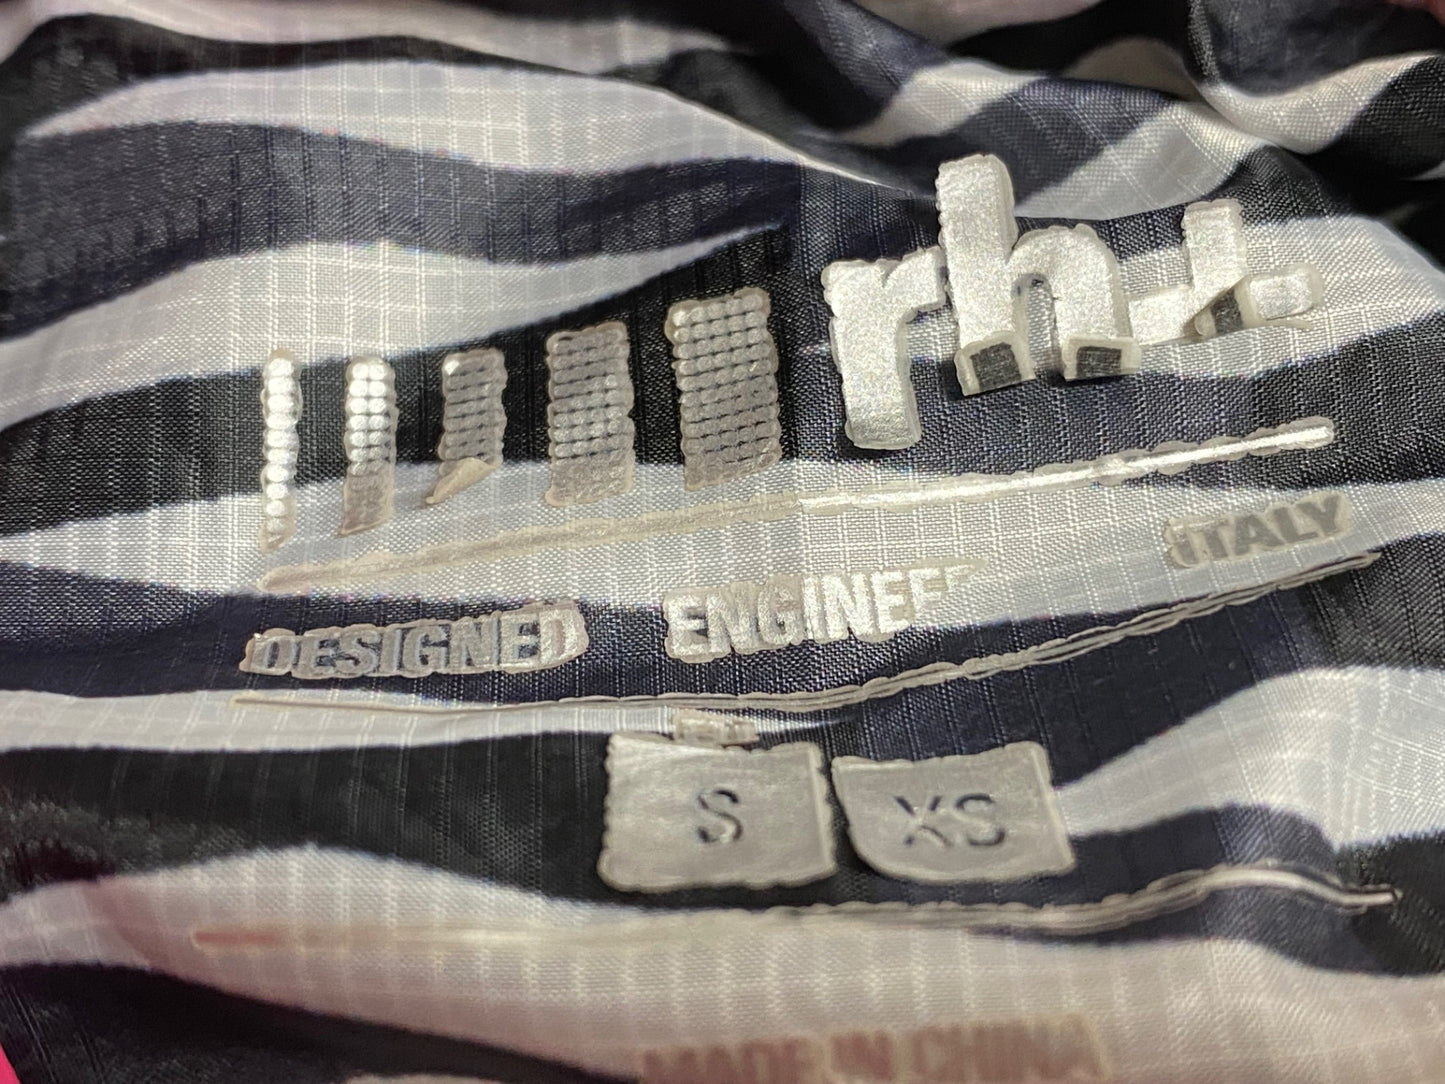 rh+
DESIGNED ENGINEE ITALY
S XS
MADE IN CHINA